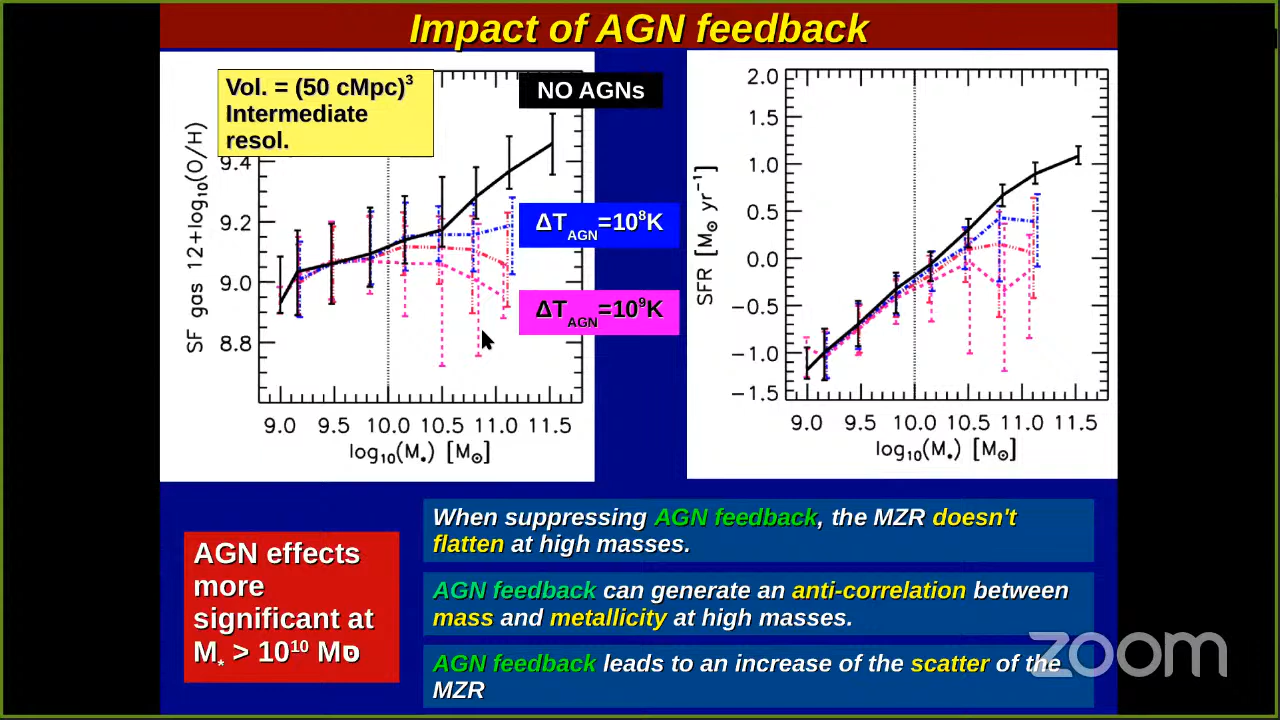 Impact of AGN feedback
Vol. = (50 cMpc)³
Intermediate
resol.
NO AGNs
ΔT_AGN=10⁸K
ΔT_AGN=10⁹K
SF gas 12+log₁₀(O/H)
9.4
9.2
9.0
8.8
9.0 9.5 10.0 10.5 11.0 11.5
log₁₀(M⋆) [M⊙]
SFR [M⊙ yr⁻¹]
2.0
1.5
1.0
0.5
0.0
−0.5
−1.0
−1.5
9.0 9.5 10.0 10.5 11.0 11.5
log₁₀(M⋆) [M⊙]
AGN effects
more
significant at
M* > 10¹⁰ M⊙
When suppressing AGN feedback, the MZR doesn't
flatten at high masses.
AGN feedback can generate an anti-correlation between
mass and metallicity at high masses.
AGN feedback leads to an increase of the scatter of the
MZR
zoom